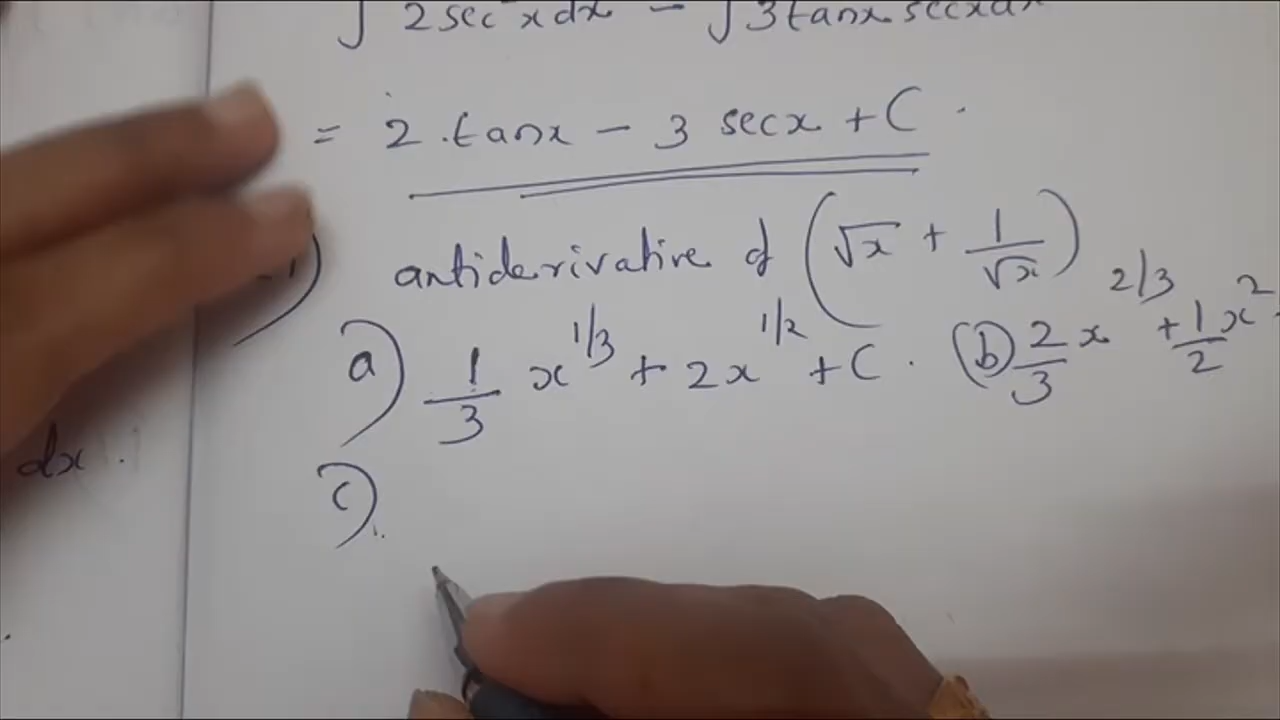 ∫ 2sec²x dx − ∫3tanx secxdx
= 2.tanx − 3 secx + C.
antiderivative of (√x + 1/√x)
a) 1/3 x^1/3 + 2x^1/2 + C. (b) 2/3 x^2/3 + 1/2 x^2
c)
dx.